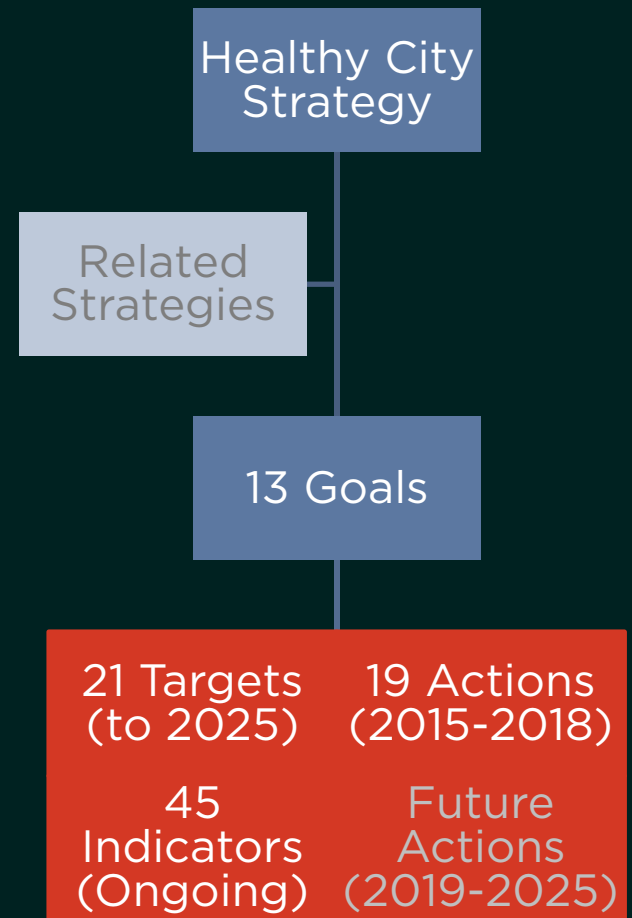 Healthy City
Strategy
Related
Strategies
13 Goals
21 Targets
(to 2025)
19 Actions
(2015-2018)
45
Indicators
(Ongoing)
Future
Actions
(2019-2025)